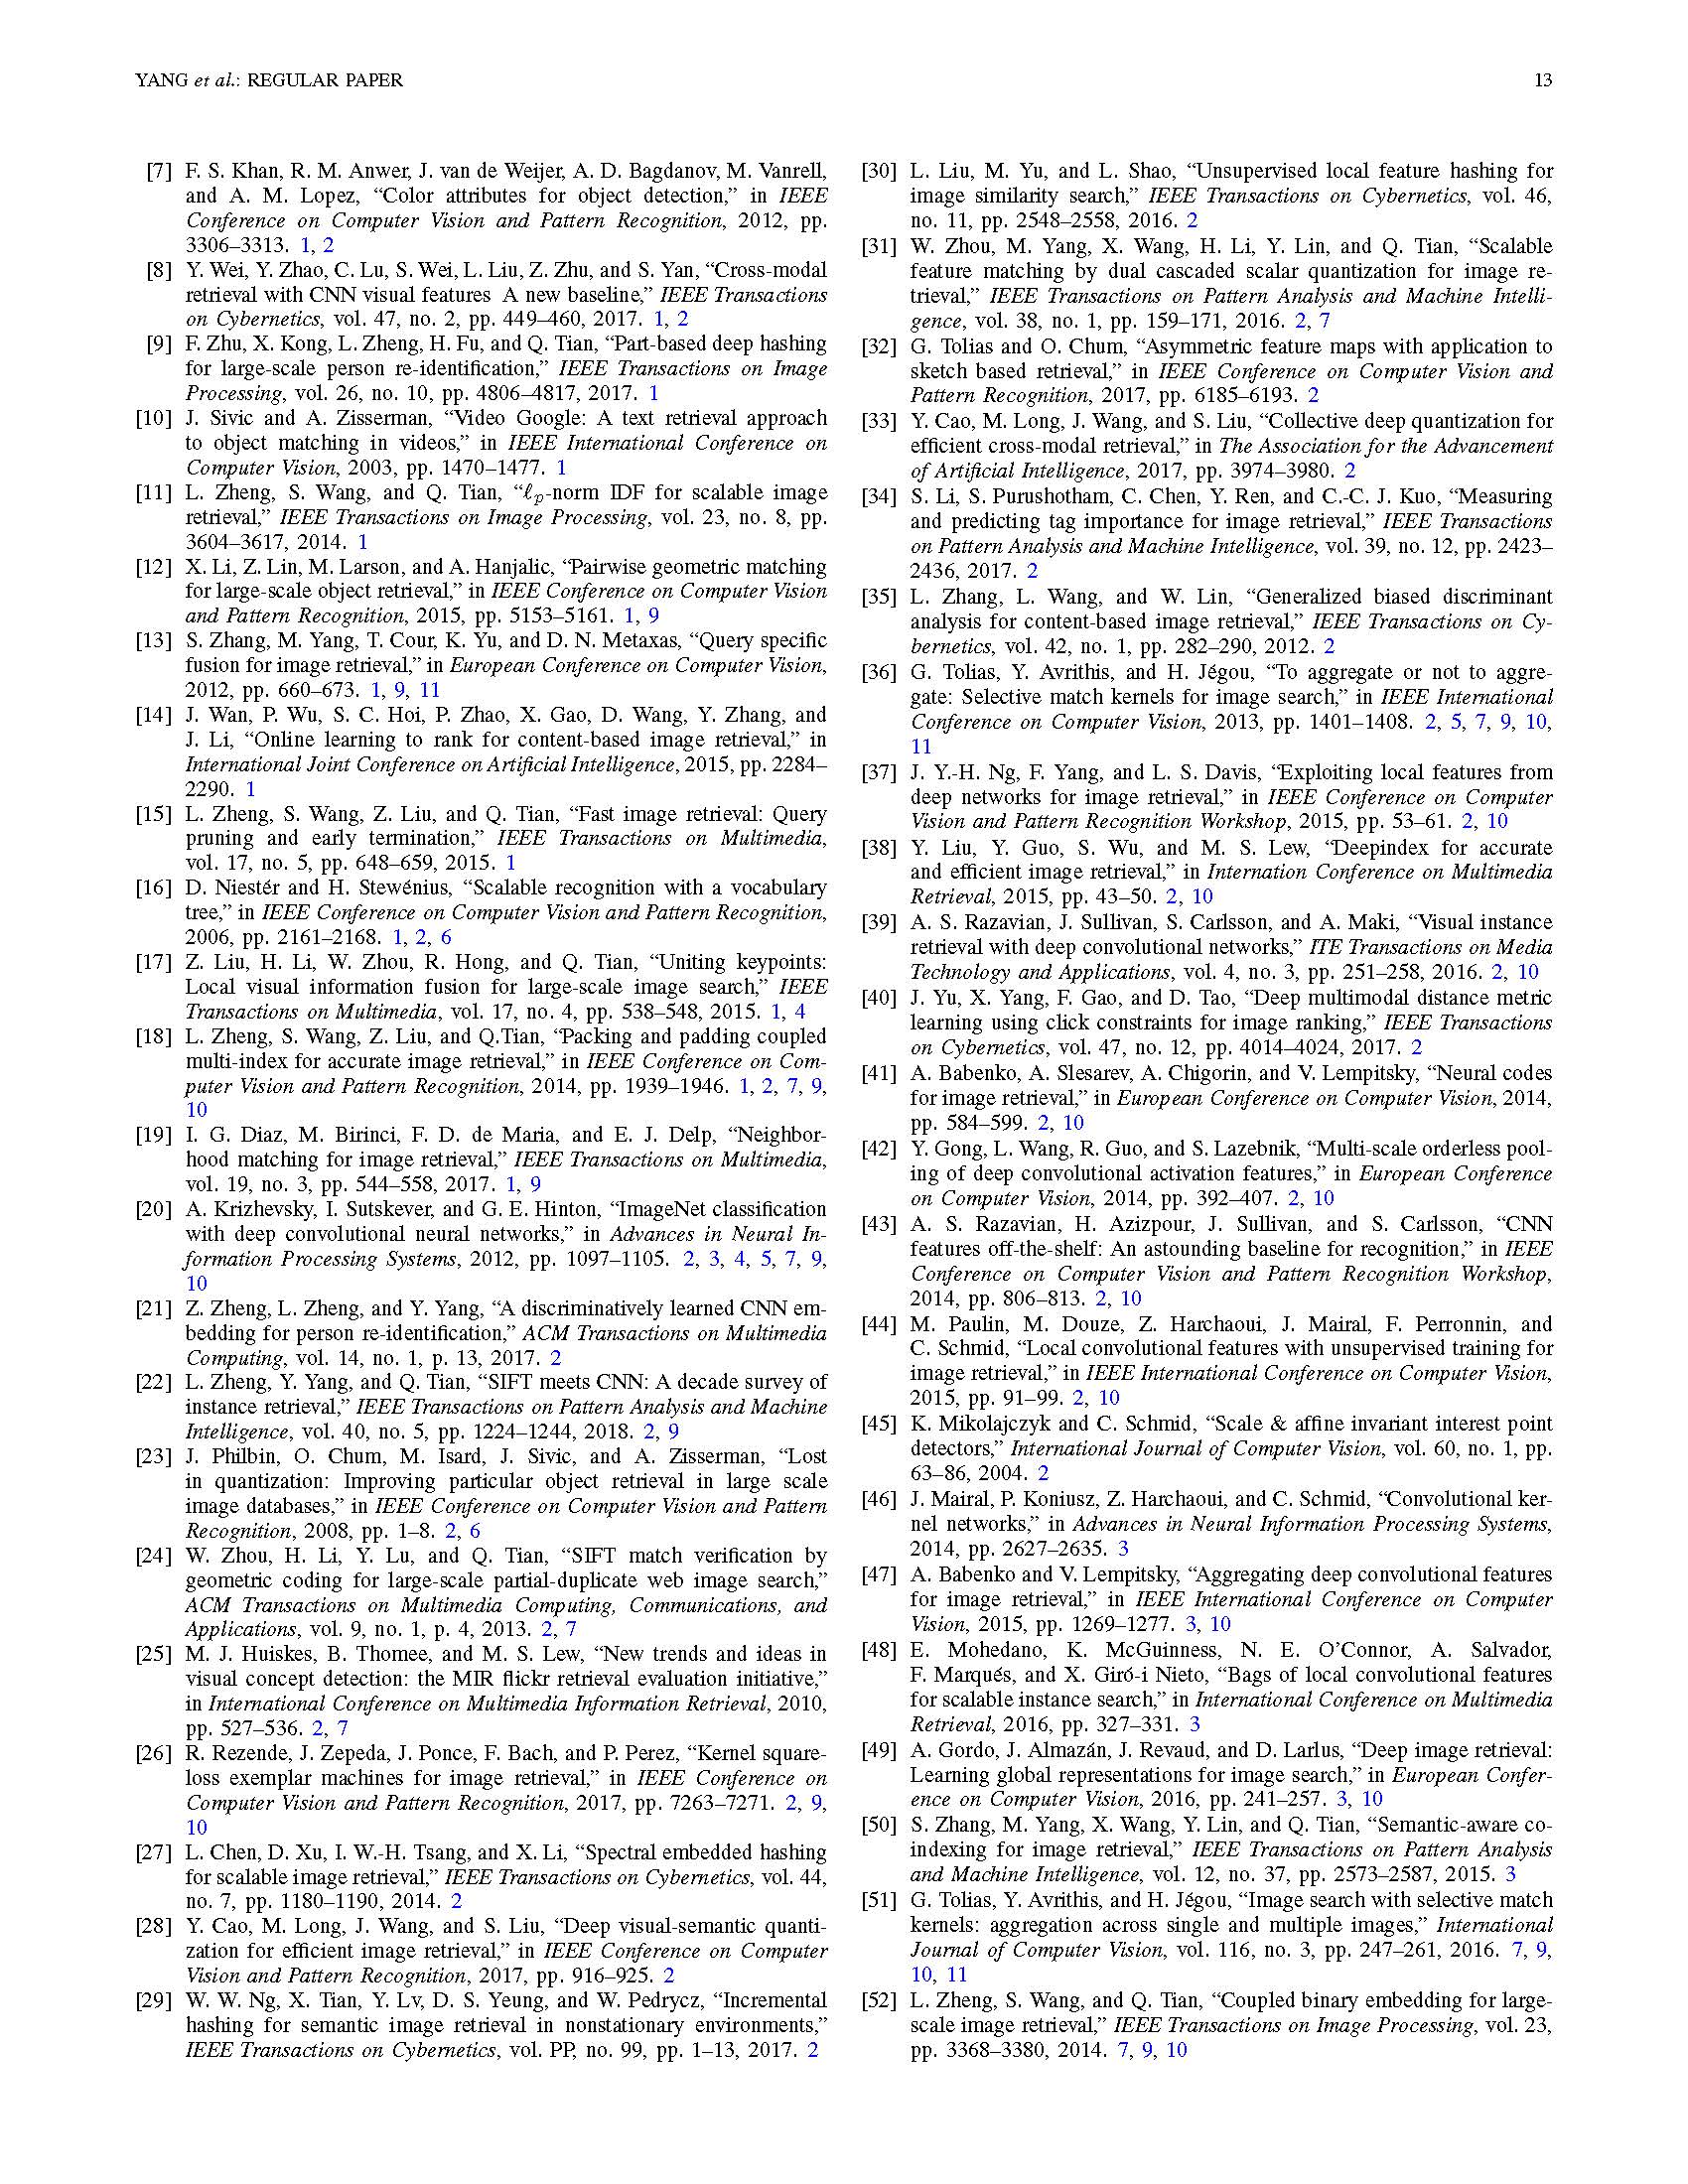 YANG et al.: REGULAR PAPER
13
[7] F. S. Khan, R. M. Anwer, J. van de Weijer, A. D. Bagdanov, M. Vanrell,
and A. M. Lopez, “Color attributes for object detection,” in IEEE
Conference on Computer Vision and Pattern Recognition, 2012, pp.
3306–3313. 1, 2
[8] Y. Wei, Y. Zhao, C. Lu, S. Wei, L. Liu, Z. Zhu, and S. Yan, “Cross-modal
retrieval with CNN visual features A new baseline,” IEEE Transactions
on Cybernetics, vol. 47, no. 2, pp. 449–460, 2017. 1, 2
[9] F. Zhu, X. Kong, L. Zheng, H. Fu, and Q. Tian, “Part-based deep hashing
for large-scale person re-identification,” IEEE Transactions on Image
Processing, vol. 26, no. 10, pp. 4806–4817, 2017. 1
[10] J. Sivic and A. Zisserman, “Video Google: A text retrieval approach
to object matching in videos,” in IEEE International Conference on
Computer Vision, 2003, pp. 1470–1477. 1
[11] L. Zheng, S. Wang, and Q. Tian, “ℓp-norm IDF for scalable image
retrieval,” IEEE Transactions on Image Processing, vol. 23, no. 8, pp.
3604–3617, 2014. 1
[12] X. Li, Z. Lin, M. Larson, and A. Hanjalic, “Pairwise geometric matching
for large-scale object retrieval,” in IEEE Conference on Computer Vision
and Pattern Recognition, 2015, pp. 5153–5161. 1, 9
[13] S. Zhang, M. Yang, T. Cour, K. Yu, and D. N. Metaxas, “Query specific
fusion for image retrieval,” in European Conference on Computer Vision,
2012, pp. 660–673. 1, 9, 11
[14] J. Wan, P. Wu, S. C. Hoi, P. Zhao, X. Gao, D. Wang, Y. Zhang, and
J. Li, “Online learning to rank for content-based image retrieval,” in
International Joint Conference on Artificial Intelligence, 2015, pp. 2284–
2290. 1
[15] L. Zheng, S. Wang, Z. Liu, and Q. Tian, “Fast image retrieval: Query
pruning and early termination,” IEEE Transactions on Multimedia,
vol. 17, no. 5, pp. 648–659, 2015. 1
[16] D. Niestér and H. Stewénius, “Scalable recognition with a vocabulary
tree,” in IEEE Conference on Computer Vision and Pattern Recognition,
2006, pp. 2161–2168. 1, 2, 6
[17] Z. Liu, H. Li, W. Zhou, R. Hong, and Q. Tian, “Uniting keypoints:
Local visual information fusion for large-scale image search,” IEEE
Transactions on Multimedia, vol. 17, no. 4, pp. 538–548, 2015. 1, 4
[18] L. Zheng, S. Wang, Z. Liu, and Q.Tian, “Packing and padding coupled
multi-index for accurate image retrieval,” in IEEE Conference on Com-
puter Vision and Pattern Recognition, 2014, pp. 1939–1946. 1, 2, 7, 9,
10
[19] I. G. Diaz, M. Birinci, F. D. de Maria, and E. J. Delp, “Neighbor-
hood matching for image retrieval,” IEEE Transactions on Multimedia,
vol. 19, no. 3, pp. 544–558, 2017. 1, 9
[20] A. Krizhevsky, I. Sutskever, and G. E. Hinton, “ImageNet classification
with deep convolutional neural networks,” in Advances in Neural In-
formation Processing Systems, 2012, pp. 1097–1105. 2, 3, 4, 5, 7, 9,
10
[21] Z. Zheng, L. Zheng, and Y. Yang, “A discriminatively learned CNN em-
bedding for person re-identification,” ACM Transactions on Multimedia
Computing, vol. 14, no. 1, p. 13, 2017. 2
[22] L. Zheng, Y. Yang, and Q. Tian, “SIFT meets CNN: A decade survey of
instance retrieval,” IEEE Transactions on Pattern Analysis and Machine
Intelligence, vol. 40, no. 5, pp. 1224–1244, 2018. 2, 9
[23] J. Philbin, O. Chum, M. Isard, J. Sivic, and A. Zisserman, “Lost
in quantization: Improving particular object retrieval in large scale
image databases,” in IEEE Conference on Computer Vision and Pattern
Recognition, 2008, pp. 1–8. 2, 6
[24] W. Zhou, H. Li, Y. Lu, and Q. Tian, “SIFT match verification by
geometric coding for large-scale partial-duplicate web image search,”
ACM Transactions on Multimedia Computing, Communications, and
Applications, vol. 9, no. 1, p. 4, 2013. 2, 7
[25] M. J. Huiskes, B. Thomee, and M. S. Lew, “New trends and ideas in
visual concept detection: the MIR flickr retrieval evaluation initiative,”
in International Conference on Multimedia Information Retrieval, 2010,
pp. 527–536. 2, 7
[26] R. Rezende, J. Zepeda, J. Ponce, F. Bach, and P. Perez, “Kernel square-
loss exemplar machines for image retrieval,” in IEEE Conference on
Computer Vision and Pattern Recognition, 2017, pp. 7263–7271. 2, 9,
10
[27] L. Chen, D. Xu, I. W.-H. Tsang, and X. Li, “Spectral embedded hashing
for scalable image retrieval,” IEEE Transactions on Cybernetics, vol. 44,
no. 7, pp. 1180–1190, 2014. 2
[28] Y. Cao, M. Long, J. Wang, and S. Liu, “Deep visual-semantic quanti-
zation for efficient image retrieval,” in IEEE Conference on Computer
Vision and Pattern Recognition, 2017, pp. 916–925. 2
[29] W. W. Ng, X. Tian, Y. Lv, D. S. Yeung, and W. Pedrycz, “Incremental
hashing for semantic image retrieval in nonstationary environments,”
IEEE Transactions on Cybernetics, vol. PP, no. 99, pp. 1–13, 2017. 2
[30] L. Liu, M. Yu, and L. Shao, “Unsupervised local feature hashing for
image similarity search,” IEEE Transactions on Cybernetics, vol. 46,
no. 11, pp. 2548–2558, 2016. 2
[31] W. Zhou, M. Yang, X. Wang, H. Li, Y. Lin, and Q. Tian, “Scalable
feature matching by dual cascaded scalar quantization for image re-
trieval,” IEEE Transactions on Pattern Analysis and Machine Intelli-
gence, vol. 38, no. 1, pp. 159–171, 2016. 2, 7
[32] G. Tolias and O. Chum, “Asymmetric feature maps with application to
sketch based retrieval,” in IEEE Conference on Computer Vision and
Pattern Recognition, 2017, pp. 6185–6193. 2
[33] Y. Cao, M. Long, J. Wang, and S. Liu, “Collective deep quantization for
efficient cross-modal retrieval,” in The Association for the Advancement
of Artificial Intelligence, 2017, pp. 3974–3980. 2
[34] S. Li, S. Purushotham, C. Chen, Y. Ren, and C.-C. J. Kuo, “Measuring
and predicting tag importance for image retrieval,” IEEE Transactions
on Pattern Analysis and Machine Intelligence, vol. 39, no. 12, pp. 2423–
2436, 2017. 2
[35] L. Zhang, L. Wang, and W. Lin, “Generalized biased discriminant
analysis for content-based image retrieval,” IEEE Transactions on Cy-
bernetics, vol. 42, no. 1, pp. 282–290, 2012. 2
[36] G. Tolias, Y. Avrithis, and H. Jégou, “To aggregate or not to aggre-
gate: Selective match kernels for image search,” in IEEE International
Conference on Computer Vision, 2013, pp. 1401–1408. 2, 5, 7, 9, 10,
11
[37] J. Y.-H. Ng, F. Yang, and L. S. Davis, “Exploiting local features from
deep networks for image retrieval,” in IEEE Conference on Computer
Vision and Pattern Recognition Workshop, 2015, pp. 53–61. 2, 10
[38] Y. Liu, Y. Guo, S. Wu, and M. S. Lew, “Deepindex for accurate
and efficient image retrieval,” in Internation Conference on Multimedia
Retrieval, 2015, pp. 43–50. 2, 10
[39] A. S. Razavian, J. Sullivan, S. Carlsson, and A. Maki, “Visual instance
retrieval with deep convolutional networks,” ITE Transactions on Media
Technology and Applications, vol. 4, no. 3, pp. 251–258, 2016. 2, 10
[40] J. Yu, X. Yang, F. Gao, and D. Tao, “Deep multimodal distance metric
learning using click constraints for image ranking,” IEEE Transactions
on Cybernetics, vol. 47, no. 12, pp. 4014–4024, 2017. 2
[41] A. Babenko, A. Slesarev, A. Chigorin, and V. Lempitsky, “Neural codes
for image retrieval,” in European Conference on Computer Vision, 2014,
pp. 584–599. 2, 10
[42] Y. Gong, L. Wang, R. Guo, and S. Lazebnik, “Multi-scale orderless pool-
ing of deep convolutional activation features,” in European Conference
on Computer Vision, 2014, pp. 392–407. 2, 10
[43] A. S. Razavian, H. Azizpour, J. Sullivan, and S. Carlsson, “CNN
features off-the-shelf: An astounding baseline for recognition,” in IEEE
Conference on Computer Vision and Pattern Recognition Workshop,
2014, pp. 806–813. 2, 10
[44] M. Paulin, M. Douze, Z. Harchaoui, J. Mairal, F. Perronnin, and
C. Schmid, “Local convolutional features with unsupervised training for
image retrieval,” in IEEE International Conference on Computer Vision,
2015, pp. 91–99. 2, 10
[45] K. Mikolajczyk and C. Schmid, “Scale & affine invariant interest point
detectors,” International Journal of Computer Vision, vol. 60, no. 1, pp.
63–86, 2004. 2
[46] J. Mairal, P. Koniusz, Z. Harchaoui, and C. Schmid, “Convolutional ker-
nel networks,” in Advances in Neural Information Processing Systems,
2014, pp. 2627–2635. 3
[47] A. Babenko and V. Lempitsky, “Aggregating deep convolutional features
for image retrieval,” in IEEE International Conference on Computer
Vision, 2015, pp. 1269–1277. 3, 10
[48] E. Mohedano, K. McGuinness, N. E. O’Connor, A. Salvador,
F. Marqués, and X. Giró-i Nieto, “Bags of local convolutional features
for scalable instance search,” in International Conference on Multimedia
Retrieval, 2016, pp. 327–331. 3
[49] A. Gordo, J. Almazán, J. Revaud, and D. Larlus, “Deep image retrieval:
Learning global representations for image search,” in European Confer-
ence on Computer Vision, 2016, pp. 241–257. 3, 10
[50] S. Zhang, M. Yang, X. Wang, Y. Lin, and Q. Tian, “Semantic-aware co-
indexing for image retrieval,” IEEE Transactions on Pattern Analysis
and Machine Intelligence, vol. 12, no. 37, pp. 2573–2587, 2015. 3
[51] G. Tolias, Y. Avrithis, and H. Jégou, “Image search with selective match
kernels: aggregation across single and multiple images,” International
Journal of Computer Vision, vol. 116, no. 3, pp. 247–261, 2016. 7, 9,
10, 11
[52] L. Zheng, S. Wang, and Q. Tian, “Coupled binary embedding for large-
scale image retrieval,” IEEE Transactions on Image Processing, vol. 23,
pp. 3368–3380, 2014. 7, 9, 10